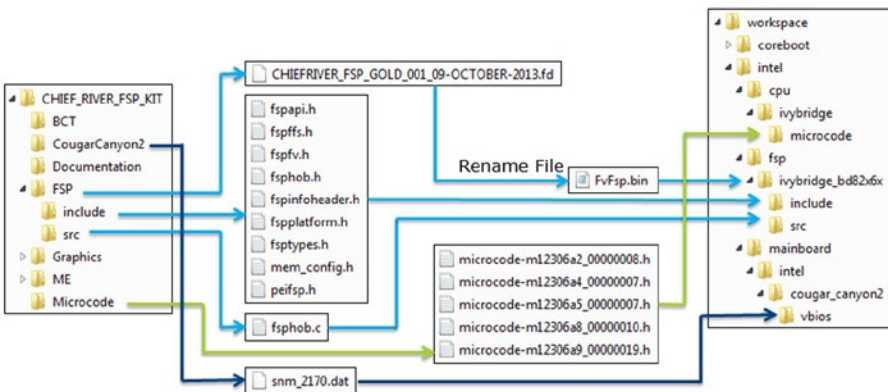 CHIEF_RIVER_FSP_KIT
BCT
CougarCanyon2
Documentation
FSP
include
src
Graphics
ME
Microcode
CHIEFRIVER_FSP_GOLD_001_09-OCTOBER-2013.fd
fspapi.h
fspffs.h
fspfv.h
fsphob.h
fspinfoheader.h
fspplatform.h
fsptypes.h
mem_config.h
peifsp.h
fsphob.c
snm_2170.dat
Rename File
FvFsp.bin
microcode-m12306a2_00000008.h
microcode-m12306a4_00000007.h
microcode-m12306a5_00000007.h
microcode-m12306a8_00000010.h
microcode-m12306a9_00000019.h
workspace
coreboot
intel
cpu
ivybridge
microcode
fsp
ivybridge_bd82x6x
include
src
mainboard
intel
cougar_canyon2
vbios